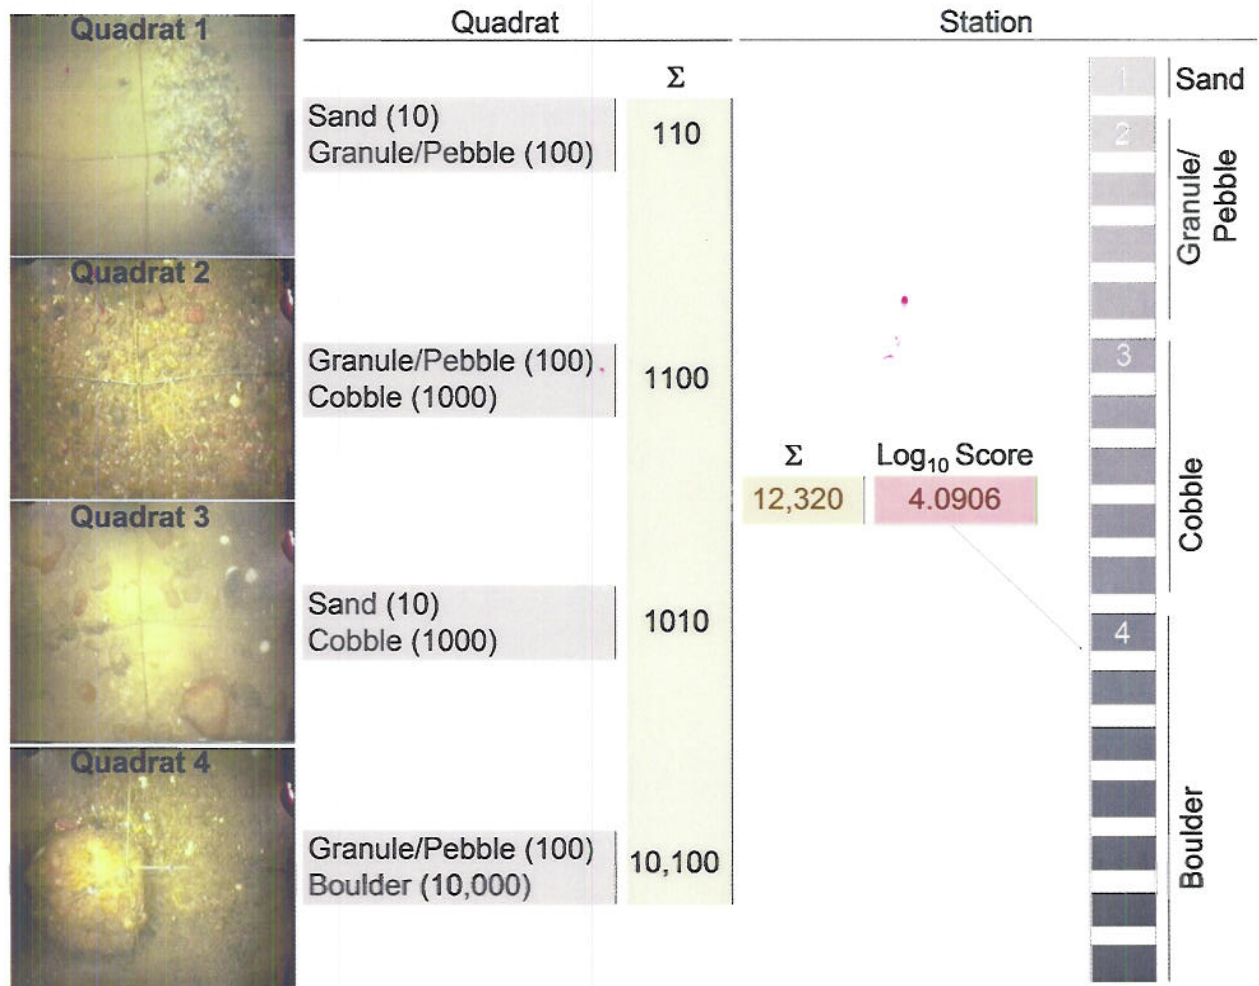 Quadrat
Station
Quadrat 1
Σ
Sand (10)
Granule/Pebble (100)
110
Quadrat 2
Granule/Pebble (100)
Cobble (1000)
1100
Quadrat 3
Sand (10)
Cobble (1000)
1010
Quadrat 4
Granule/Pebble (100)
Boulder (10,000)
10,100
Σ
Log₁₀ Score
12,320
4.0906
1
Sand
2
Granule/
Pebble
3
Cobble
4
Boulder